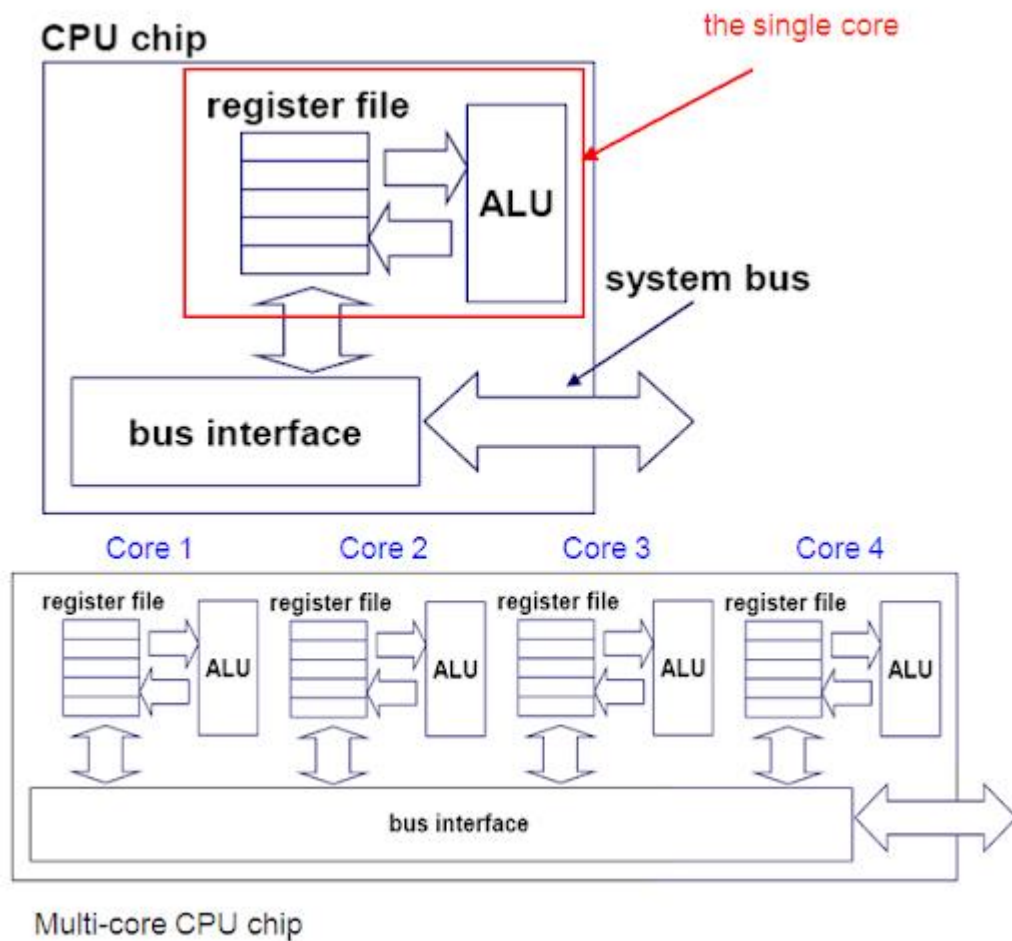 the single core
CPU chip
register file
ALU
system bus
bus interface
Core 1 Core 2 Core 3 Core 4
register file register file register file register file
ALU ALU ALU ALU
bus interface
Multi-core CPU chip